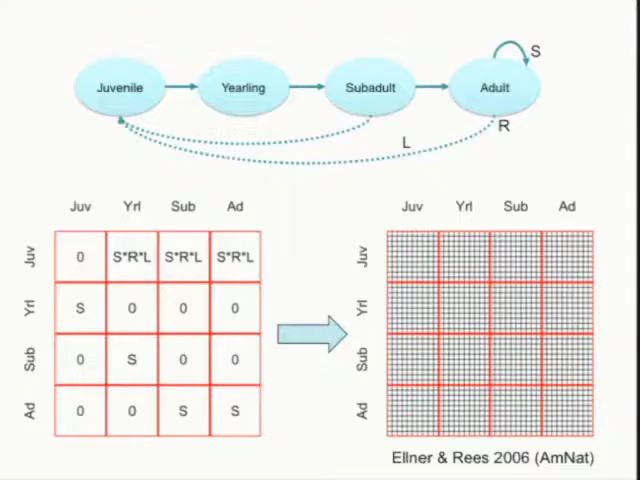 S
Juvenile Yearling Subadult Adult
R
L
Juv Yrl Sub Ad
Juv 0 S*R*L S*R*L S*R*L
Yrl S 0 0 0
Sub 0 S 0 0
Ad 0 0 S S
Juv Yrl Sub Ad
Juv
Yrl
Sub
Ad
Ellner & Rees 2006 (AmNat)